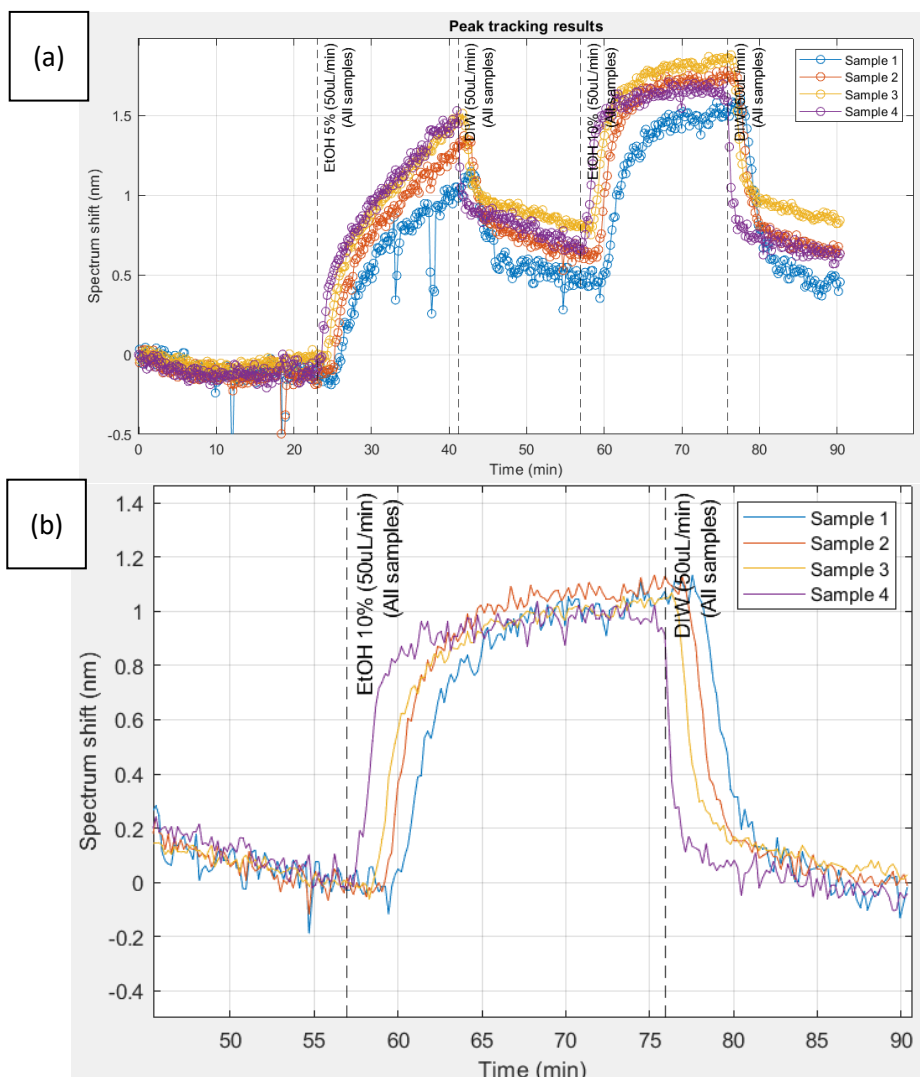 (a)
Peak tracking results
Spectrum shift (nm)
1.5
1
0.5
0
-0.5
EtOH 5% (50uL/min)
(All samples)
DIW (50uL/min)
(All samples)
EtOH 10% (50uL/min)
(All samples)
DIW (50uL/min)
(All samples)
Sample 1
Sample 2
Sample 3
Sample 4
0 10 20 30 40 50 60 70 80 90
Time (min)
(b)
Spectrum shift (nm)
1.4
1.2
1
0.8
0.6
0.4
0.2
0
-0.2
-0.4
EtOH 10% (50uL/min)
(All samples)
DIW (50uL/min)
(All samples)
Sample 1
Sample 2
Sample 3
Sample 4
50 55 60 65 70 75 80 85 90
Time (min)